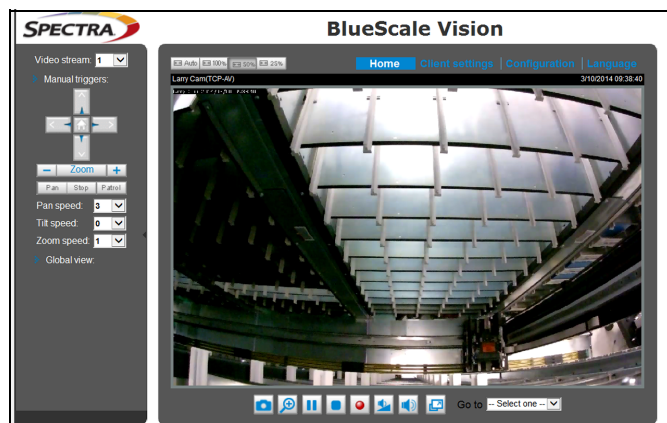 SPECTRA
BlueScale Vision
Video stream: 1
Manual triggers:
Zoom
Pan Stop Patrol
Pan speed: 3
Tilt speed: 0
Zoom speed: 1
Global view:
Auto 100% 50% 25%
Home Client settings Configuration Language
Larry Cam(TCP-AV) 3/10/2014 09:38:40
Go to -- Select one --